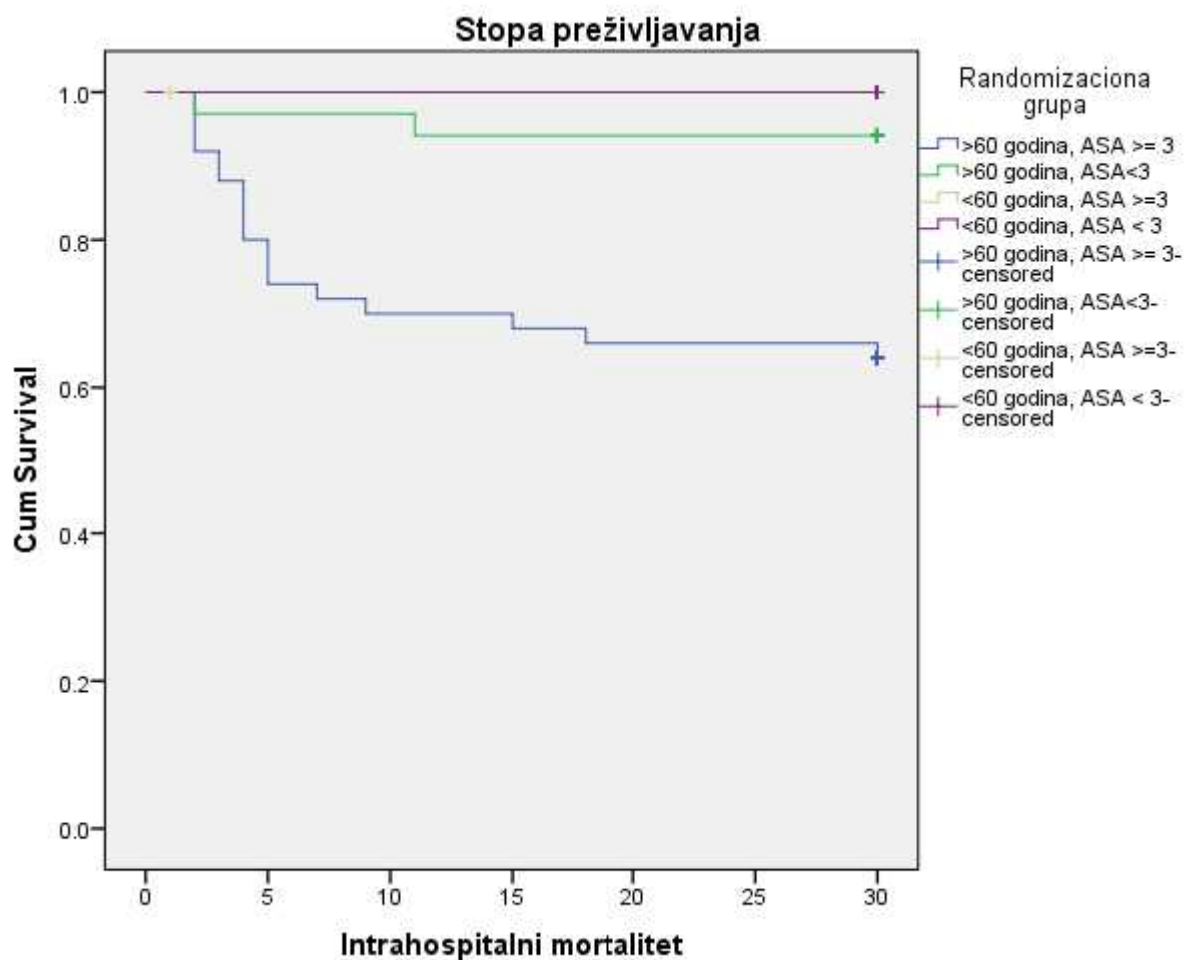 Stopa preživljavanja
Cum Survival
1.0
0.8
0.6
0.4
0.2
0.0
0 5 10 15 20 25 30
Intrahospitalni mortalitet
Randomizaciona
grupa
>60 godina, ASA >= 3
>60 godina, ASA<3
<60 godina, ASA >=3
<60 godina, ASA < 3
>60 godina, ASA >= 3-
censored
>60 godina, ASA<3-
censored
<60 godina, ASA >=3-
censored
<60 godina, ASA < 3-
censored